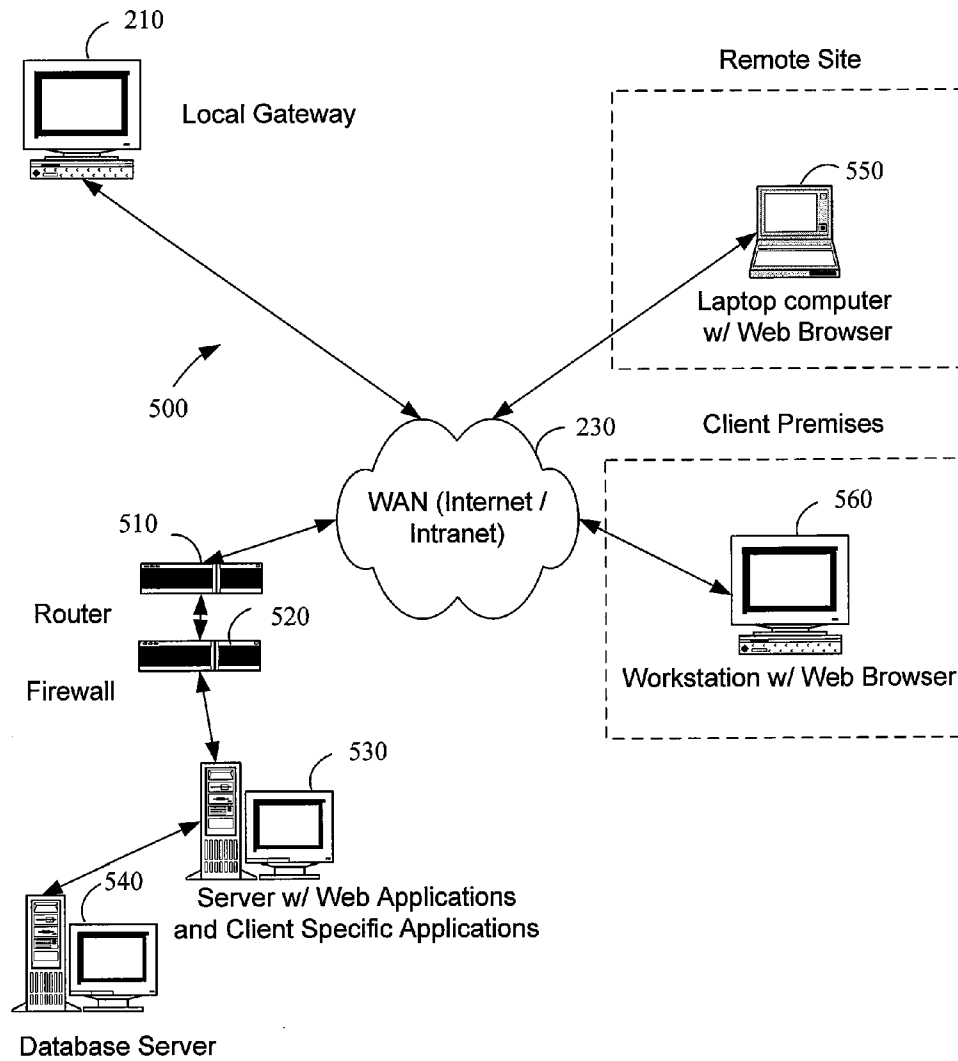 210
Local Gateway
Remote Site
550
Laptop computer
w/ Web Browser
500
230
Client Premises
WAN (Internet /
Intranet)
510
560
Router
520
Firewall
Workstation w/ Web Browser
530
Server w/ Web Applications
and Client Specific Applications
540
Database Server